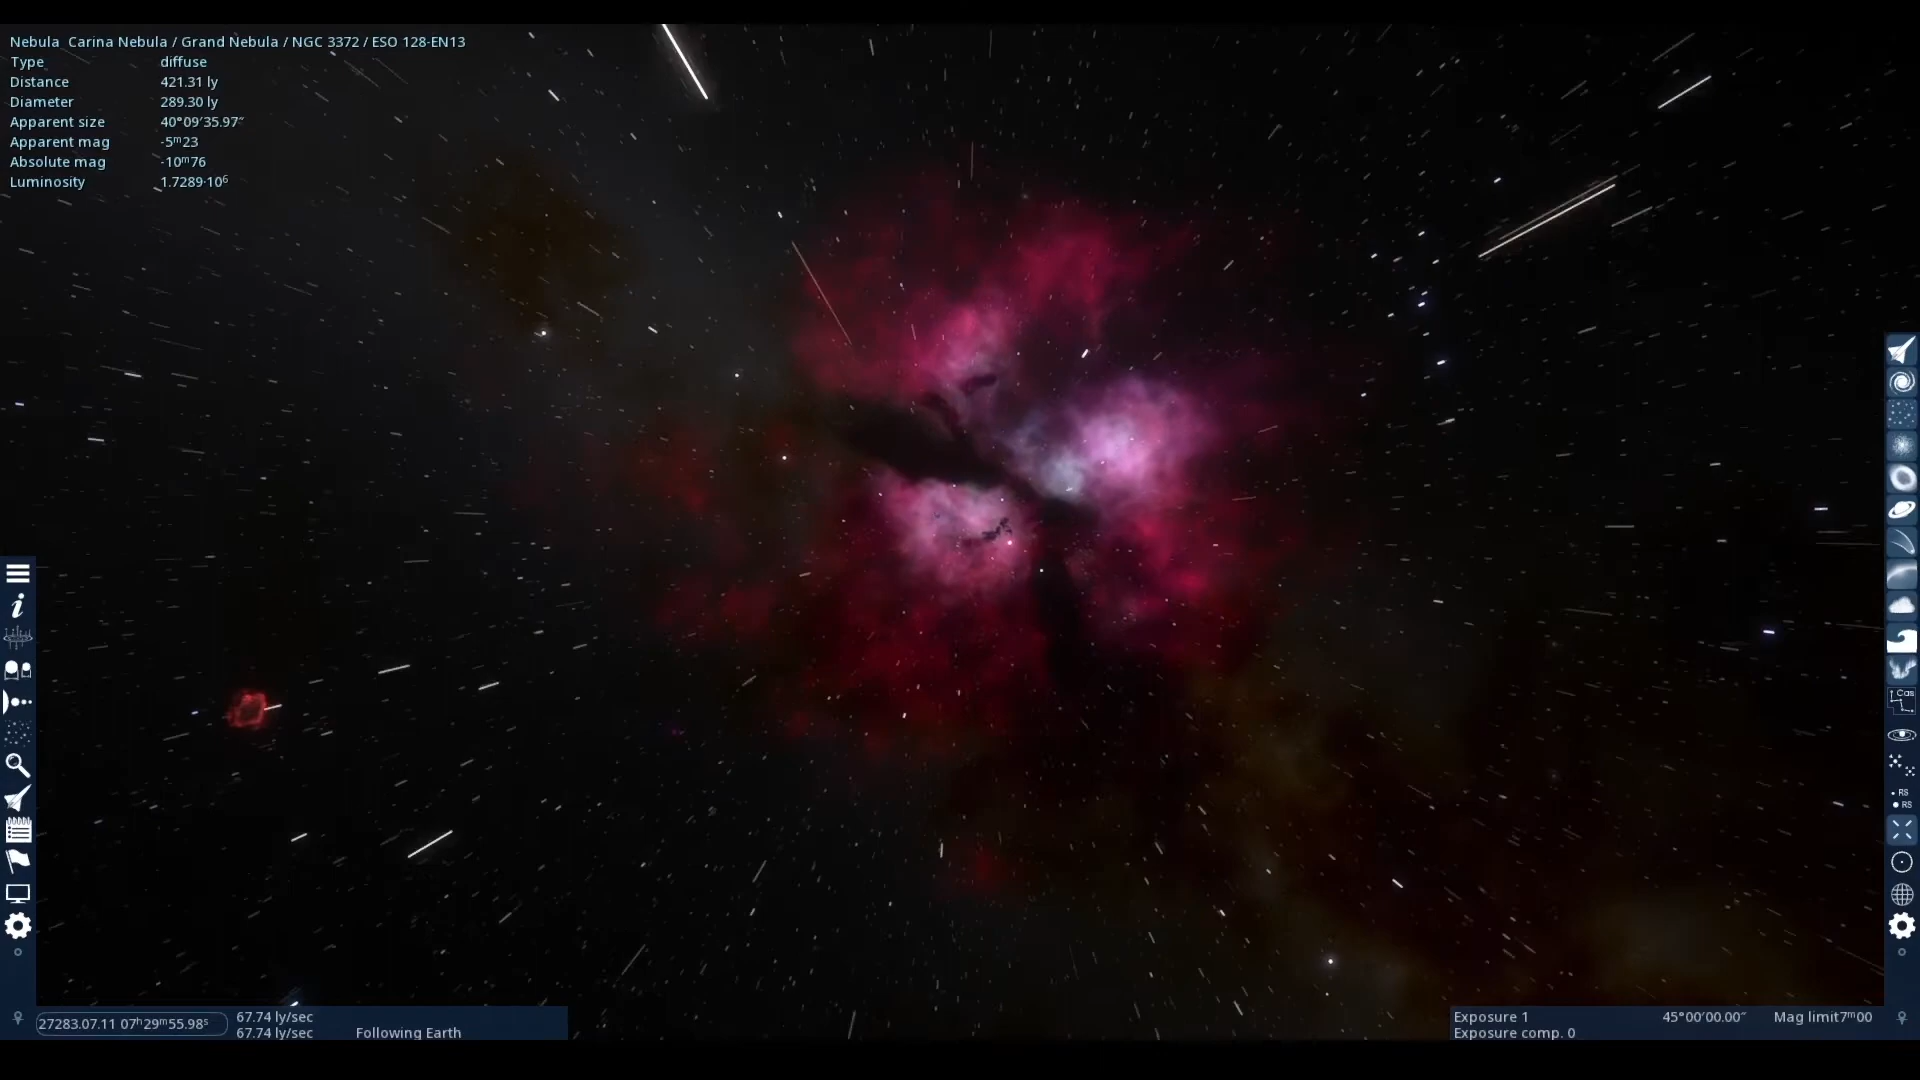 Nebula Carina Nebula / Grand Nebula / NGC 3372 / ESO 128-EN13
Type diffuse
Distance 421.31 ly
Diameter 289.30 ly
Apparent size 40°09′35.97″
Apparent mag -5ᵐ23
Absolute mag -10ᵐ76
Luminosity 1.7289·10⁶
Cas
RS
RS
27283.07.11 07ʰ29ᵐ55.98ˢ
67.74 ly/sec
67.74 ly/sec Following Earth
Exposure 1 45°00′00.00″ Mag limit7ᵐ00
Exposure comp. 0